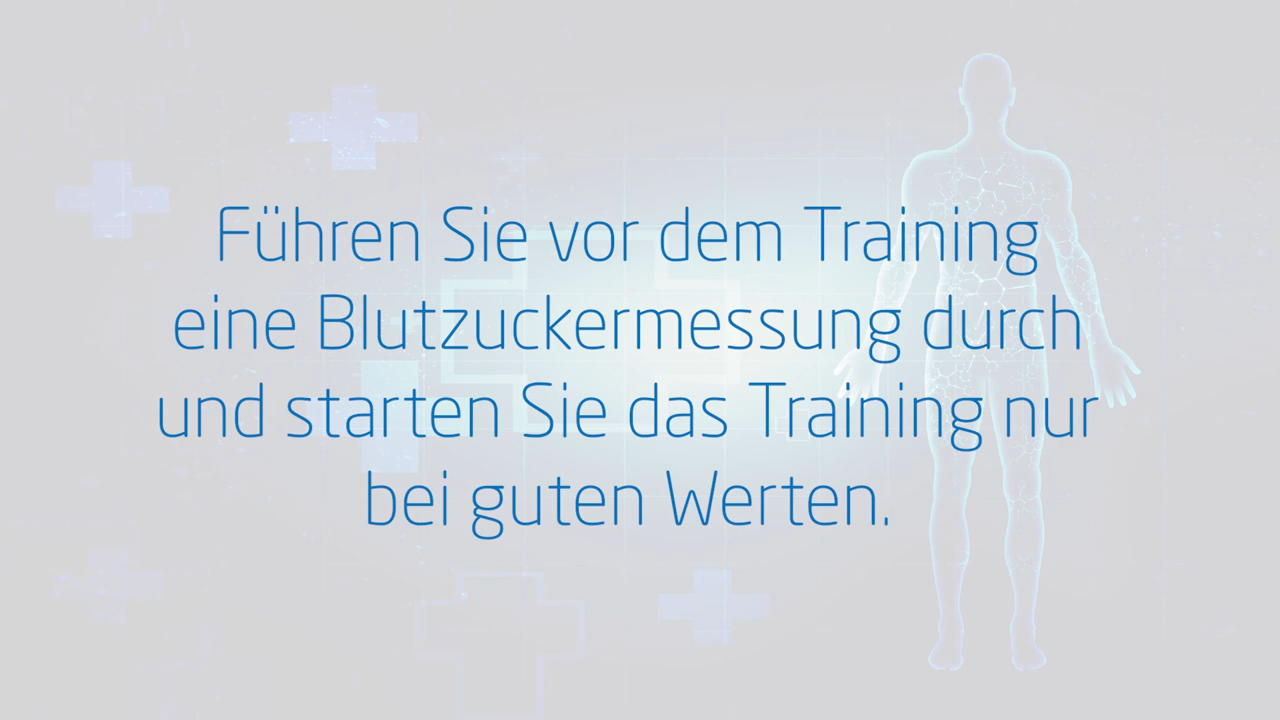 Führen Sie vor dem Training
eine Blutzuckermessung durch
und starten Sie das Training nur
bei guten Werten.